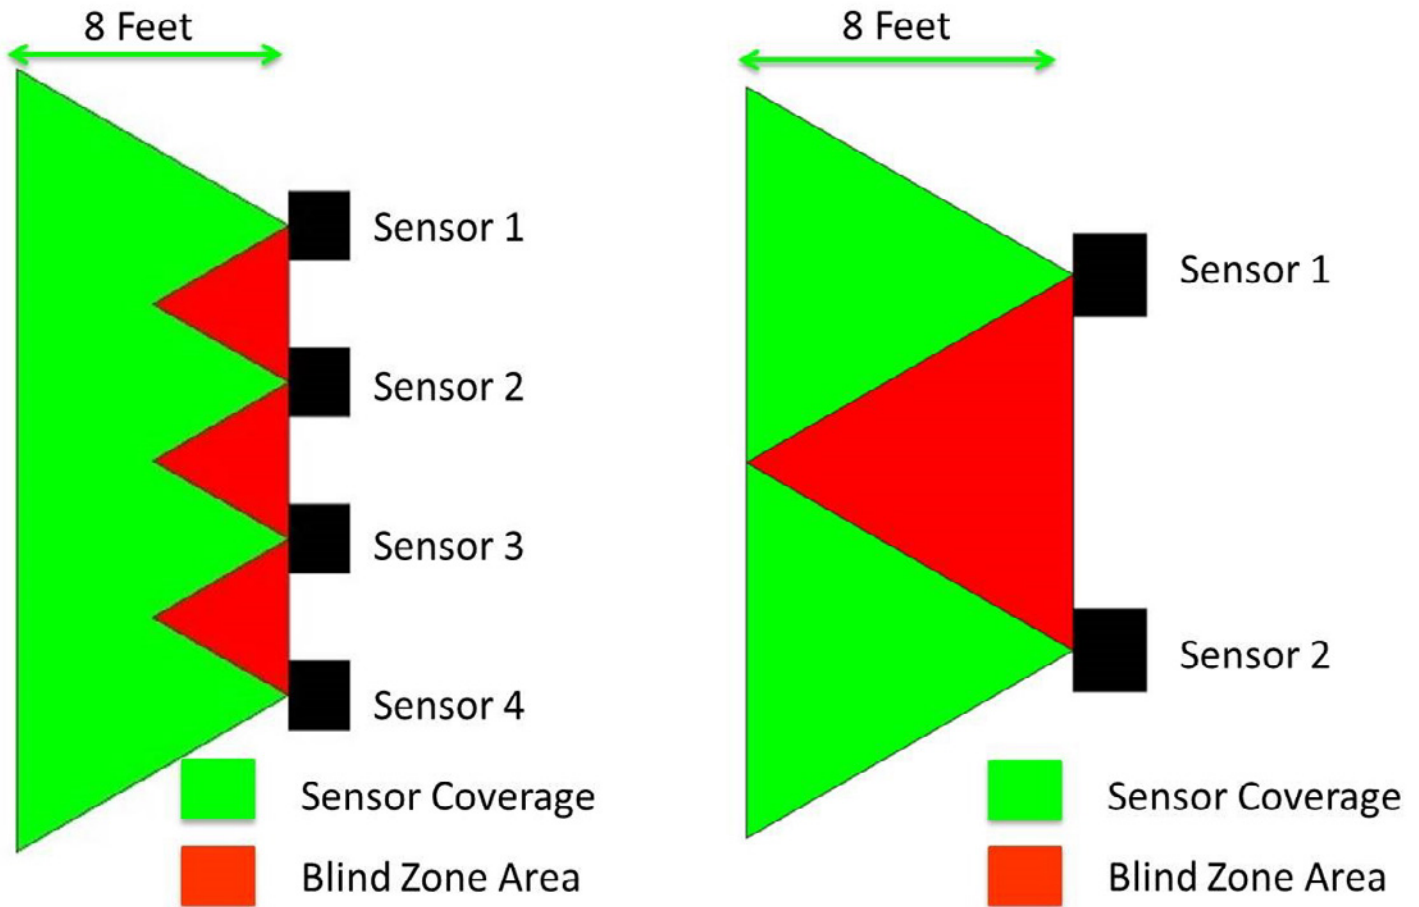 8 Feet
Sensor 1
Sensor 2
Sensor 3
Sensor 4
Sensor Coverage
Blind Zone Area
8 Feet
Sensor 1
Sensor 2
Sensor Coverage
Blind Zone Area